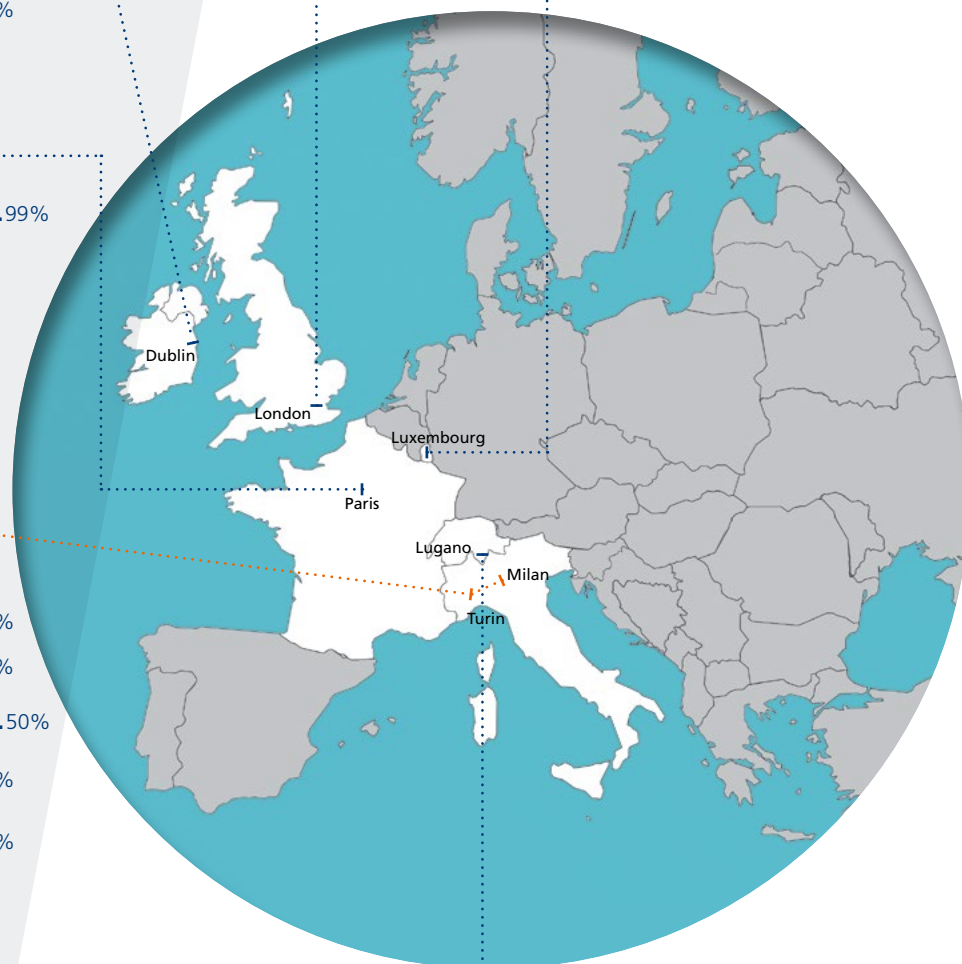 %
.99%
Dublin
London
Luxembourg
Paris
Lugano
Milan
Turin
%
%
.50%
%
%